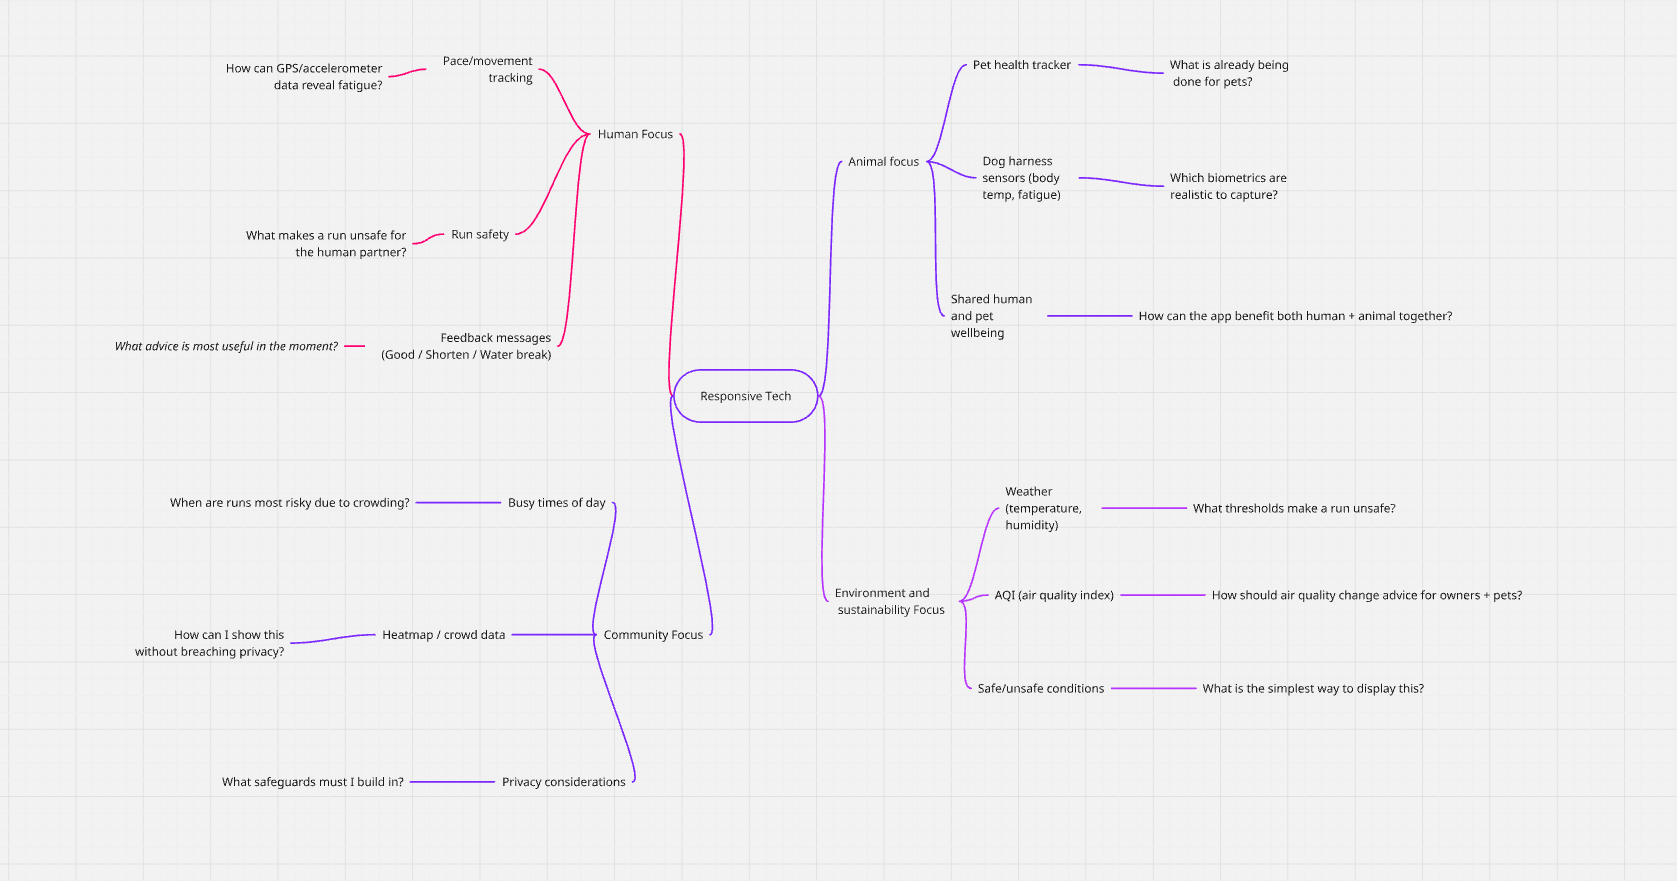 How can GPS/accelerometer
data reveal fatigue?
Pace/movement
tracking
Human Focus
What makes a run unsafe for
the human partner?
Run safety
What advice is most useful in the moment?
Feedback messages
(Good / Shorten / Water break)
Pet health tracker
What is already being
done for pets?
Animal focus
Dog harness
sensors (body
temp, fatigue)
Which biometrics are
realistic to capture?
Shared human
and pet
wellbeing
How can the app benefit both human + animal together?
Responsive Tech
When are runs most risky due to crowding?
Busy times of day
How can I show this
without breaching privacy?
Heatmap / crowd data
Community Focus
What safeguards must I build in?
Privacy considerations
Environment and
sustainability Focus
Weather
(temperature,
humidity)
What thresholds make a run unsafe?
AQI (air quality index)
How should air quality change advice for owners + pets?
Safe/unsafe conditions
What is the simplest way to display this?